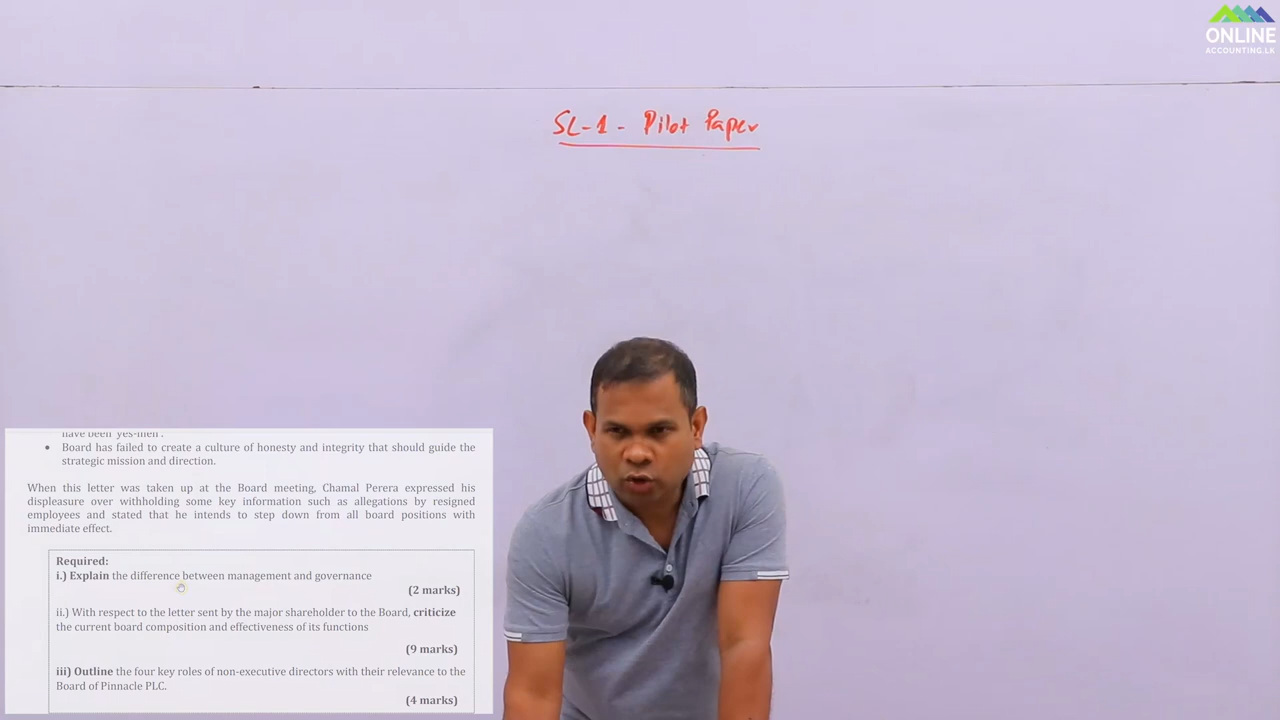 ONLINE
ACCOUNTING.LK
SL-1 - Pilot Paper
have been 'yes-men'.
• Board has failed to create a culture of honesty and integrity that should guide the
strategic mission and direction.
When this letter was taken up at the Board meeting, Chamal Perera expressed his
displeasure over withholding some key information such as allegations by resigned
employees and stated that he intends to step down from all board positions with
immediate effect.
Required:
i.) Explain the difference between management and governance
(2 marks)
ii.) With respect to the letter sent by the major shareholder to the Board, criticize
the current board composition and effectiveness of its functions
(9 marks)
iii) Outline the four key roles of non-executive directors with their relevance to the
Board of Pinnacle PLC.
(4 marks)